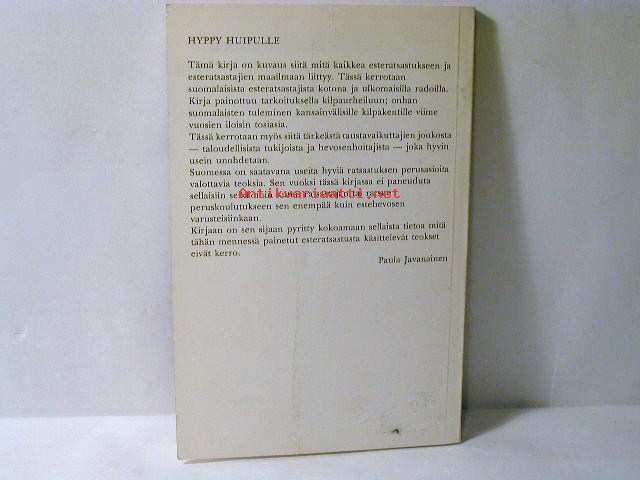 HYPPY HUIPULLE
Tämä kirja on kuvaus siitä mitä kaikkea esteratsastukseen ja
esteratsastajien maailmaan liittyy. Tässä kerrotaan
suomalaisista esteratsastajista kotona ja ulkomaisilla radoilla.
Kirja painottuu tarkoituksella kilpaurheiluun; onhan
suomalaisten tuleminen kansainvälisille kilpakentille viime
vuosien iloisin tosiasia.
Tässä kerrotaan myös siitä tärkeästä taustavaikuttajien joukosta
— taloudellisista tukijoista ja hevosenhoitajista — joka hyvin
usein unohdetaan.
Suomessa on saatavana useita hyviä ratsastuksen perusasioita
valottavia teoksia. Sen vuoksi tässä kirjassa ei paneuduta
sellaisiin
Antikvariaatti.net
peruskoulutukseen sen enempää kuin estehevosen
varusteisiinkaan.
Kirjaan on sen sijaan pyritty kokoamaan sellaista tietoa mitä
tähän mennessä painetut esteratsastusta käsittelevät teokset
eivät kerro.
Paula Javanainen